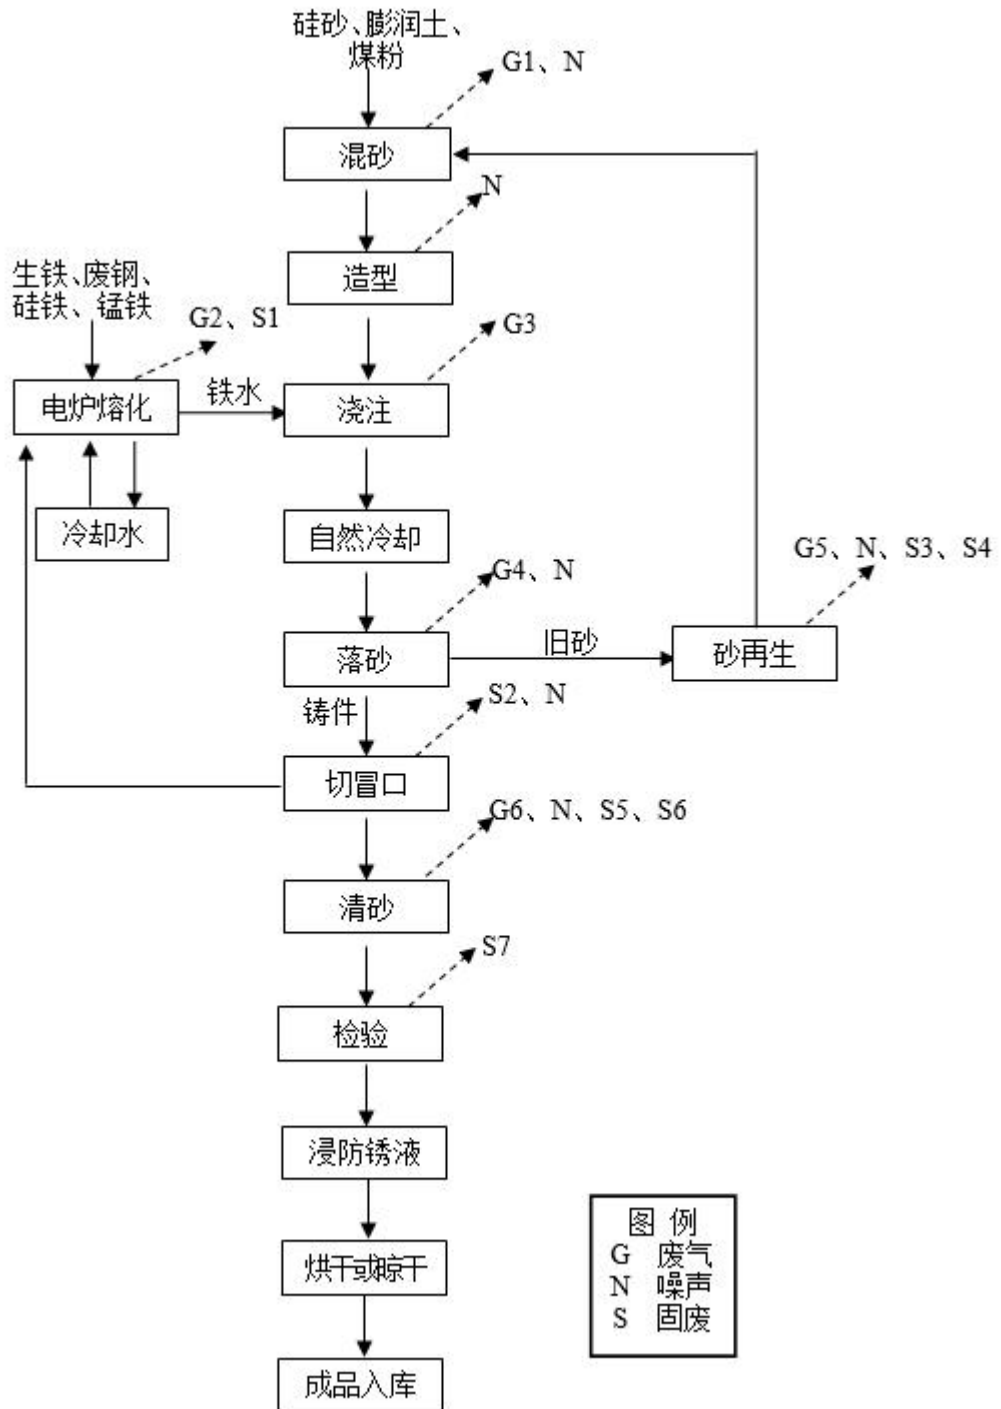 硅砂、膨润土、
煤粉
G1、N
混砂
N
造型
生铁、废钢、
硅铁、锰铁
G2、S1
G3
电炉熔化
铁水
浇注
冷却水
自然冷却
G4、N
G5、N、S3、S4
落砂
旧砂
砂再生
铸件
S2、N
切冒口
G6、N、S5、S6
清砂
S7
检验
浸防锈液
烘干或晾干
成品入库
图 例
G 废气
N 噪声
S 固废